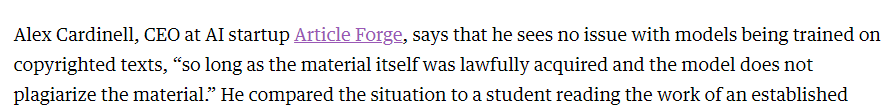 Alex Cardinell, CEO at AI startup Article Forge, says that he sees no issue with models being trained on
copyrighted texts, “so long as the material itself was lawfully acquired and the model does not
plagiarize the material.” He compared the situation to a student reading the work of an established